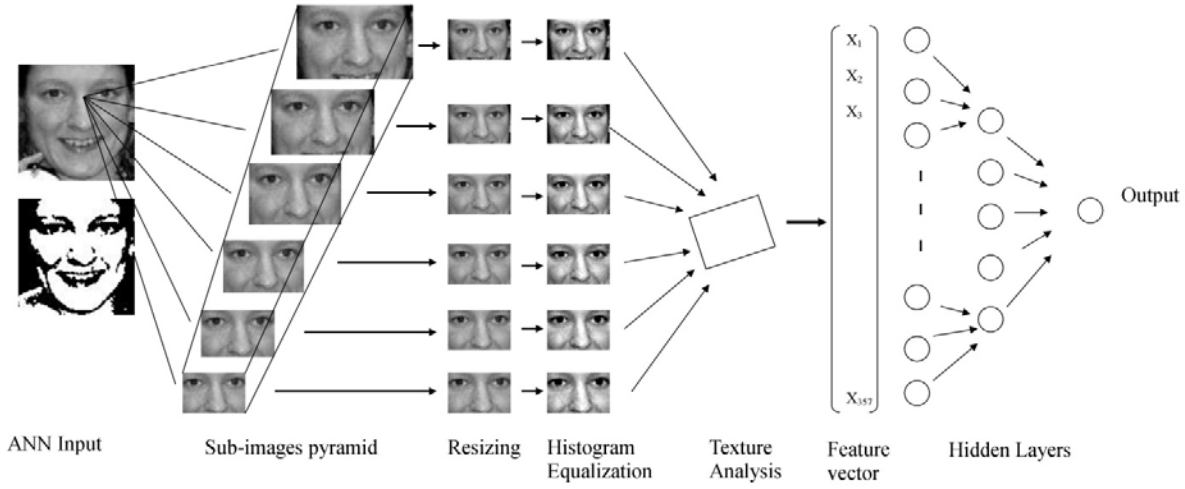 X1
X2
X3
X357
Output
ANN Input
Sub-images pyramid
Resizing
Histogram
Equalization
Texture
Analysis
Feature
vector
Hidden Layers